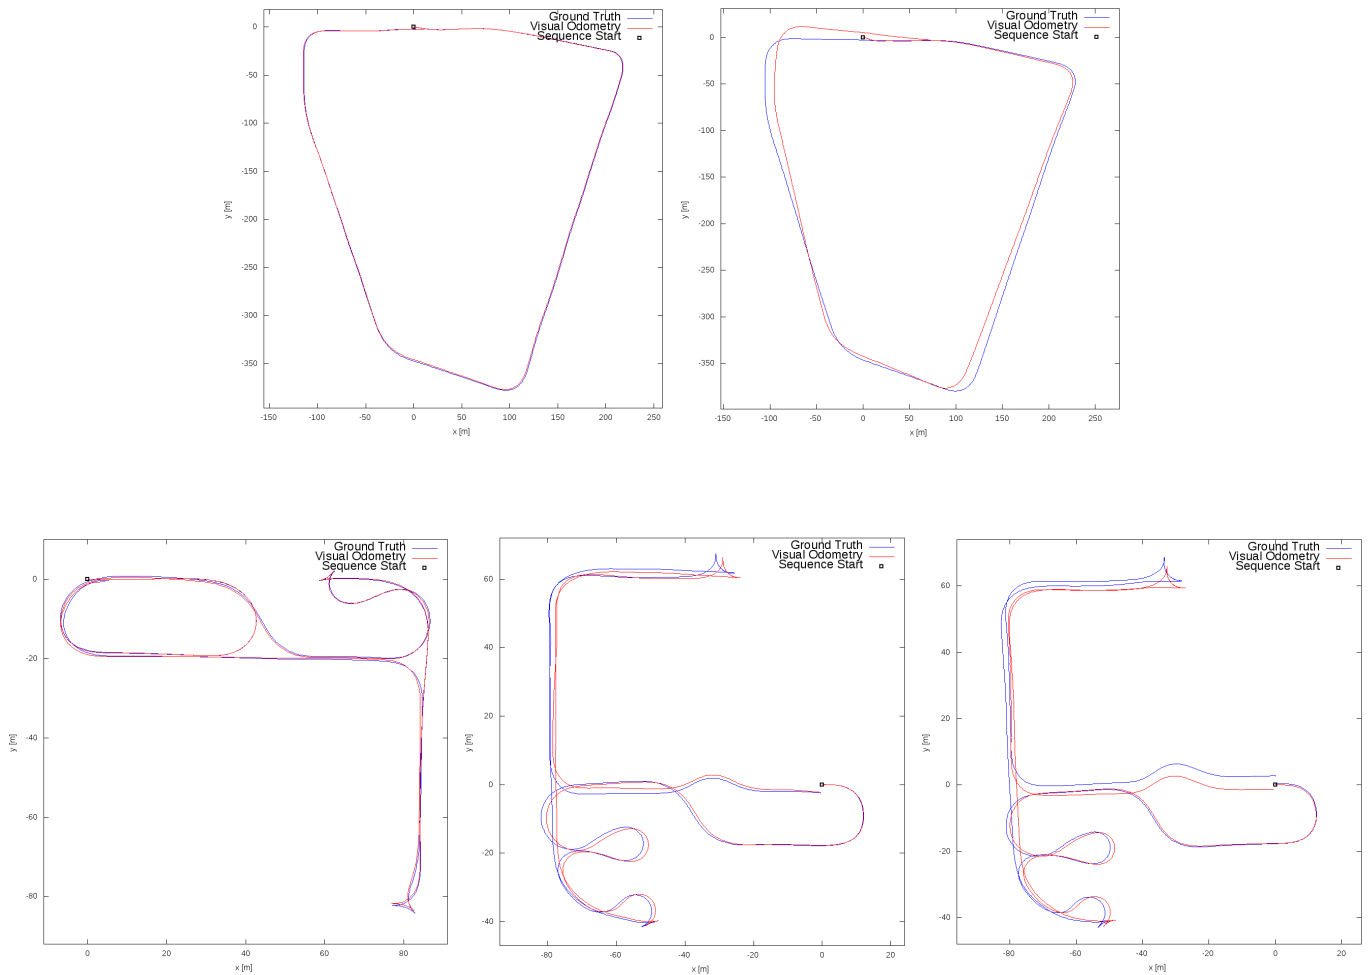 Ground Truth
Visual Odometry
Sequence Start
0
-50
-100
-150
-200
-250
-300
-350
y [m]
-150 -100 -50 0 50 100 150 200 250
x [m]
Ground Truth
Visual Odometry
Sequence Start
0
-50
-100
-150
-200
-250
-300
-350
y [m]
-150 -100 -50 0 50 100 150 200 250
x [m]
Ground Truth
Visual Odometry
Sequence Start
0
-20
-40
-60
-80
y [m]
0 20 40 60 80
x [m]
Ground Truth
Visual Odometry
Sequence Start
60
40
20
0
-20
-40
y [m]
-80 -60 -40 -20 0 20
x [m]
Ground Truth
Visual Odometry
Sequence Start
60
40
20
0
-20
-40
y [m]
-80 -60 -40 -20 0 20
x [m]